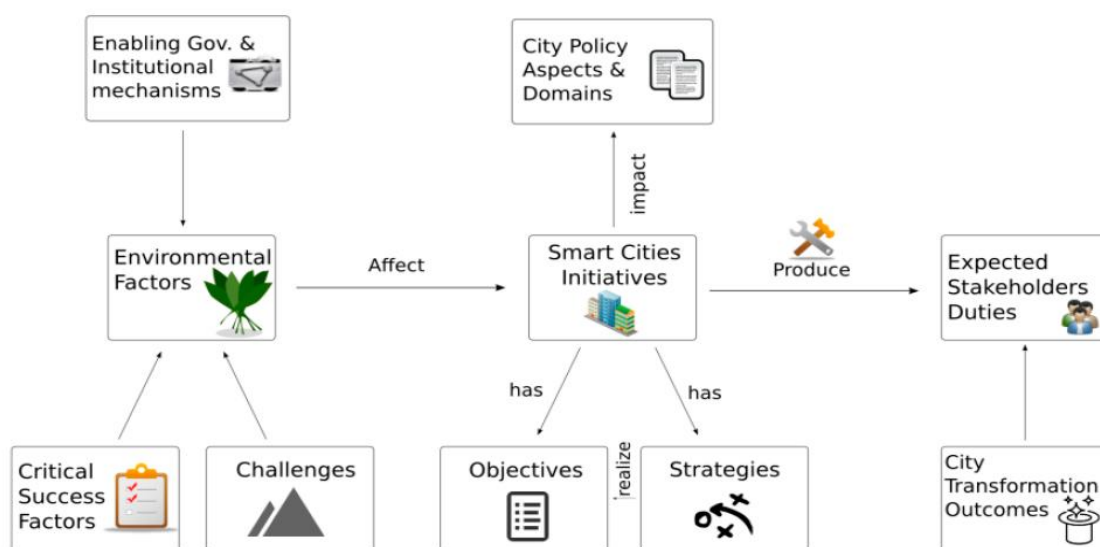 Enabling Gov. &
Institutional
mechanisms
City Policy
Aspects &
Domains
impact
Environmental
Factors
Affect
Smart Cities
Initiatives
Produce
Expected
Stakeholders
Duties
has
has
Critical
Success
Factors
Challenges
Objectives
realize
Strategies
City
Transformation
Outcomes